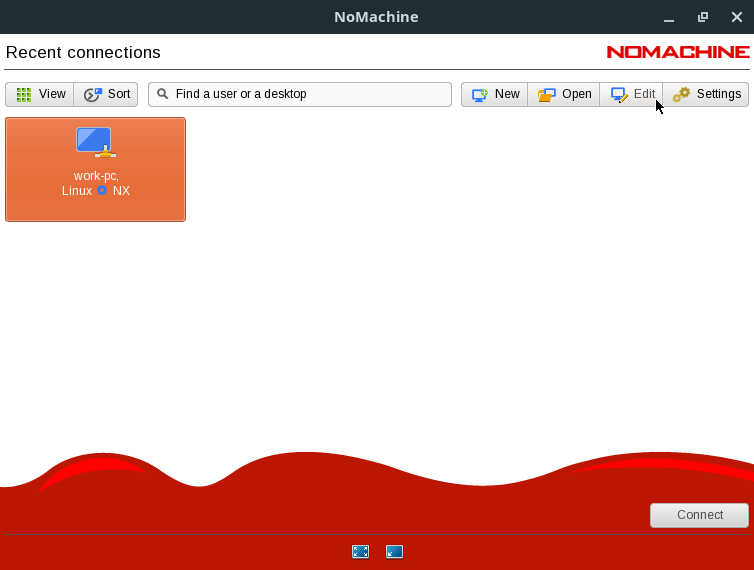 NoMachine
Recent connections
NOMACHINE
View
Sort
Find a user or a desktop
New
Open
Edit
Settings
work-pc,
Linux NX
Connect